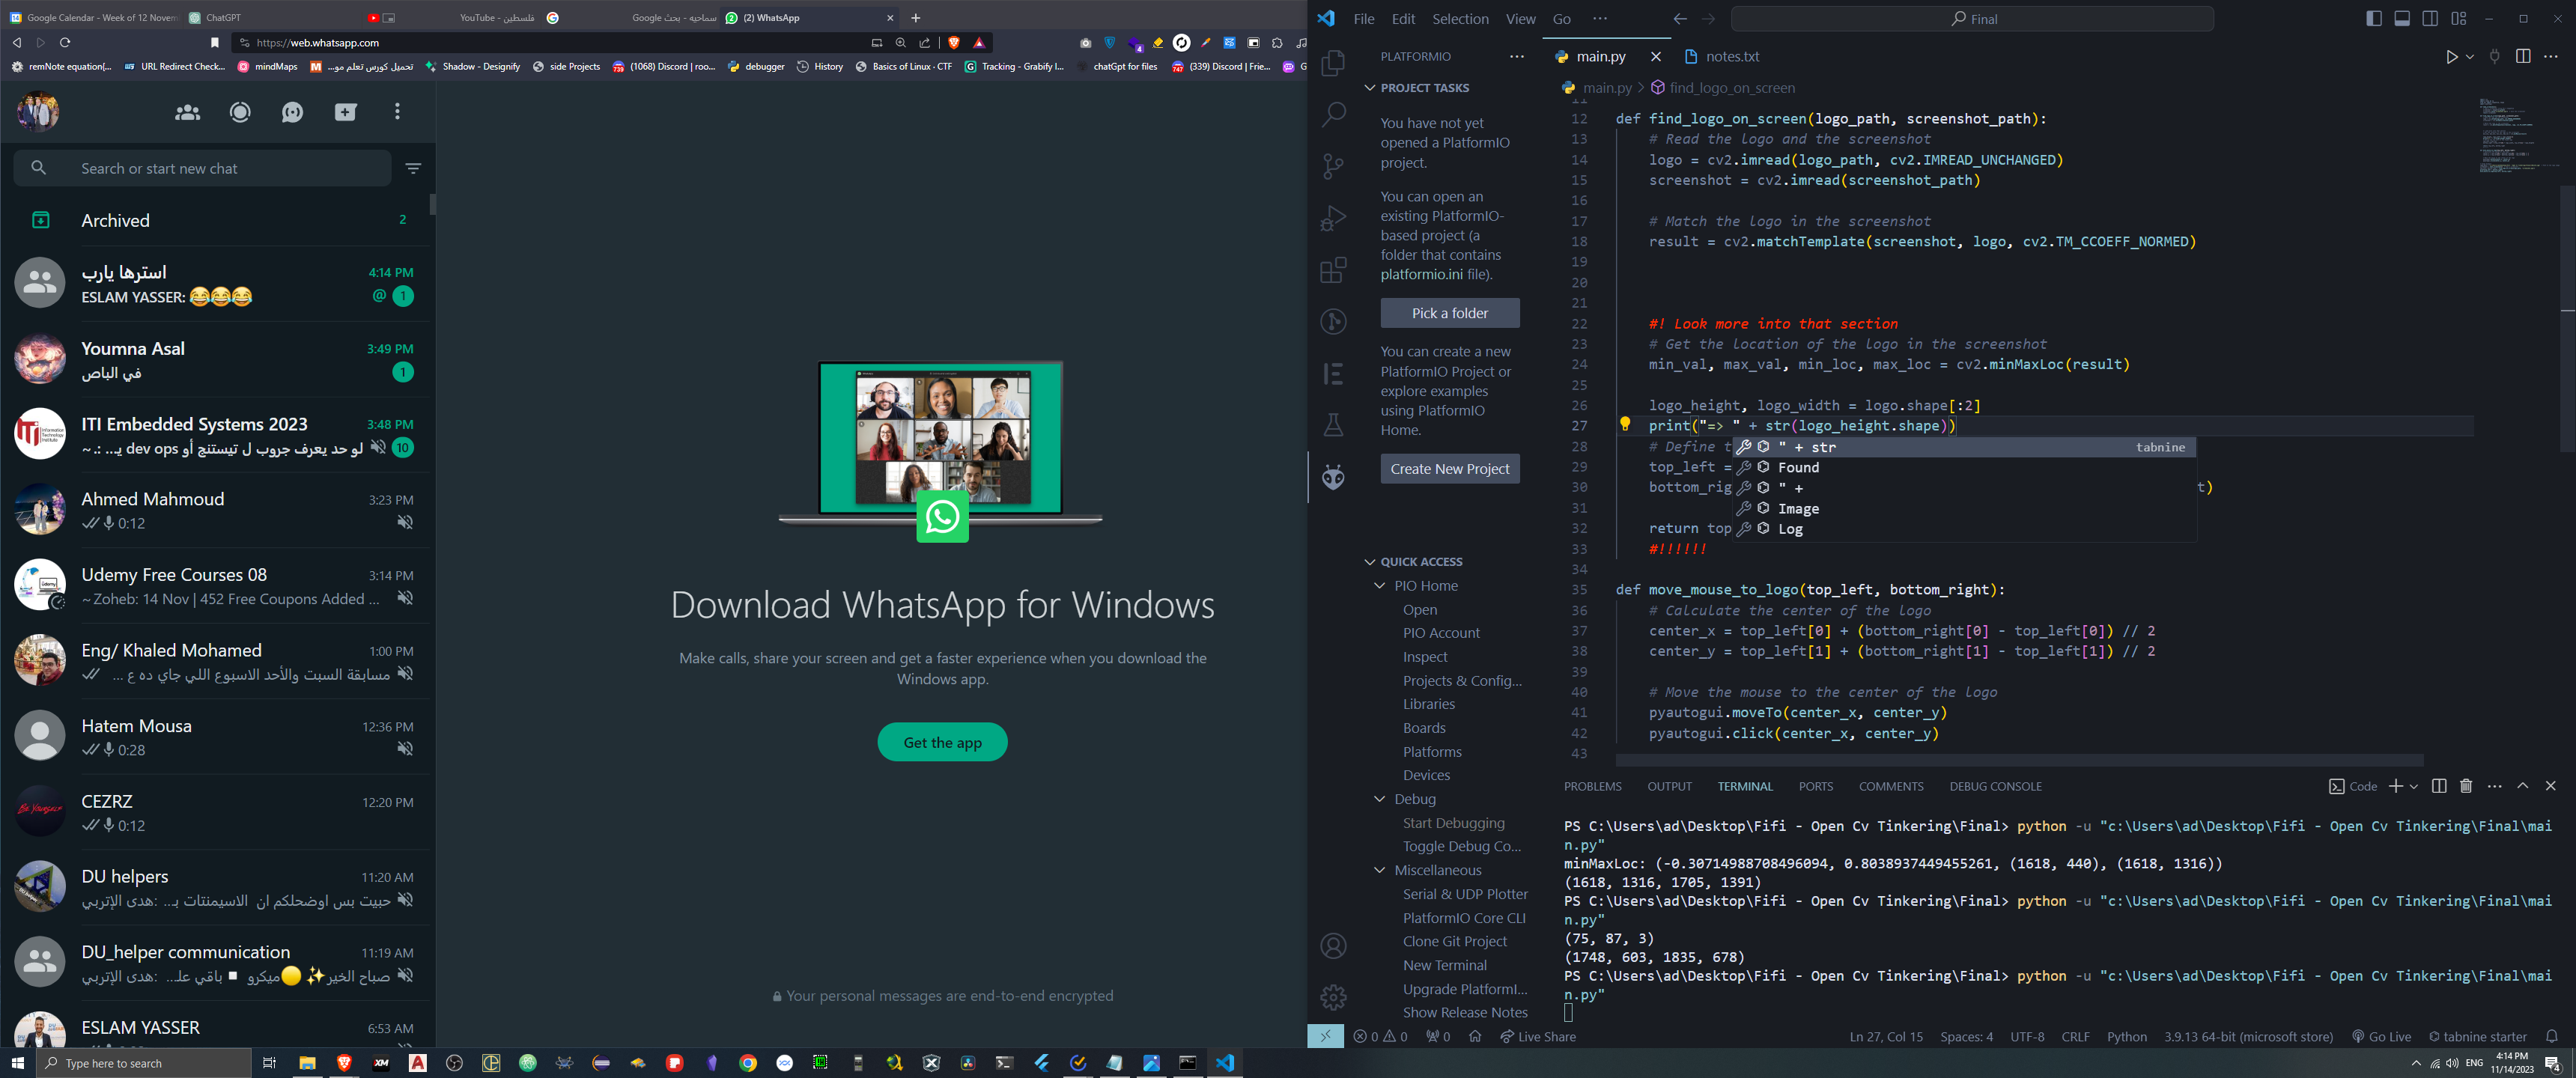 Google Calendar - Week of 12 Novem
ChatGPT
YouTube - فلسطين
سماحيه - بحث Google
(2) WhatsApp
https://web.whatsapp.com
remNote equation(...
URL Redirect Check...
mindMaps
تحميل كورس تعلم مو...
Shadow - Designify
side Projects
(1068) Discord | roo...
debugger
History
Basics of Linux · CTF
Tracking - Grabify I...
chatGpt for files
(339) Discord | Frie...
Search or start new chat
Archived
2
استرها يارب
4:14 PM
ESLAM YASSER: 😂😂😂
@ 1
Youmna Asal
3:49 PM
في الباص
1
ITI Embedded Systems 2023
3:48 PM
~ .: ...لو حد يعرف جروب ل تيستنج أو dev ops ي
10
Ahmed Mahmoud
3:23 PM
0:12
Udemy Free Courses 08
3:14 PM
~ Zoheb: 14 Nov | 452 Free Coupons Added ...
Eng/ Khaled Mohamed
1:00 PM
مسابقة السبت والأحد الاسبوع اللي جاي ده ع ...
Hatem Mousa
12:36 PM
0:28
CEZRZ
12:20 PM
0:12
DU helpers
11:20 AM
هدى الإتربي: حبيت بس اوضحلكم ان الاسيمنتات ب...
DU_helper communication
11:19 AM
هدى الإتربي: صباح الخير✨ 🟡ميكرو ▫️باقي علـ...
ESLAM YASSER
6:53 AM
Download WhatsApp for Windows
Make calls, share your screen and get a faster experience when you download the
Windows app.
Get the app
Your personal messages are end-to-end encrypted
File Edit Selection View Go ···
Final
PLATFORMIO
PROJECT TASKS
You have not yet
opened a PlatformIO
project.
You can open an
existing PlatformIO-
based project (a
folder that contains
platformio.ini file).
Pick a folder
You can create a new
PlatformIO Project or
explore examples
using PlatformIO
Home.
Create New Project
QUICK ACCESS
PIO Home
Open
PIO Account
Inspect
Projects & Config...
Libraries
Boards
Platforms
Devices
Debug
Start Debugging
Toggle Debug Co...
Miscellaneous
Serial & UDP Plotter
PlatformIO Core CLI
Clone Git Project
New Terminal
Upgrade PlatformI...
Show Release Notes
main.py
notes.txt
main.py > find_logo_on_screen
11
12 def find_logo_on_screen(logo_path, screenshot_path):
13 # Read the logo and the screenshot
14 logo = cv2.imread(logo_path, cv2.IMREAD_UNCHANGED)
15 screenshot = cv2.imread(screenshot_path)
16
17 # Match the logo in the screenshot
18 result = cv2.matchTemplate(screenshot, logo, cv2.TM_CCOEFF_NORMED)
19
20
21
22 #! Look more into that section
23 # Get the location of the logo in the screenshot
24 min_val, max_val, min_loc, max_loc = cv2.minMaxLoc(result)
25
26 logo_height, logo_width = logo.shape[:2]
27 print("=> " + str(logo_height.shape))
28 # Define t
" + str
tabnine
29 top_left =
Found
30 bottom_rig
" +
t)
31
Image
32 return top
Log
33 #!!!!!!
34
35 def move_mouse_to_logo(top_left, bottom_right):
36 # Calculate the center of the logo
37 center_x = top_left[0] + (bottom_right[0] - top_left[0]) // 2
38 center_y = top_left[1] + (bottom_right[1] - top_left[1]) // 2
39
40 # Move the mouse to the center of the logo
41 pyautogui.moveTo(center_x, center_y)
42 pyautogui.click(center_x, center_y)
43
PROBLEMS OUTPUT TERMINAL PORTS COMMENTS DEBUG CONSOLE
Code
PS C:\Users\ad\Desktop\Fifi - Open Cv Tinkering\Final> python -u "c:\Users\ad\Desktop\Fifi - Open Cv Tinkering\Final\mai
n.py"
minMaxLoc: (-0.30714988708496094, 0.8038937449455261, (1618, 440), (1618, 1316))
(1618, 1316, 1705, 1391)
PS C:\Users\ad\Desktop\Fifi - Open Cv Tinkering\Final> python -u "c:\Users\ad\Desktop\Fifi - Open Cv Tinkering\Final\mai
n.py"
(75, 87, 3)
(1748, 603, 1835, 678)
PS C:\Users\ad\Desktop\Fifi - Open Cv Tinkering\Final> python -u "c:\Users\ad\Desktop\Fifi - Open Cv Tinkering\Final\mai
n.py"
0 0
0
Live Share
Ln 27, Col 15
Spaces: 4
UTF-8
CRLF
Python
3.9.13 64-bit (microsoft store)
Go Live
tabnine starter
Type here to search
ENG
4:14 PM
11/14/2023